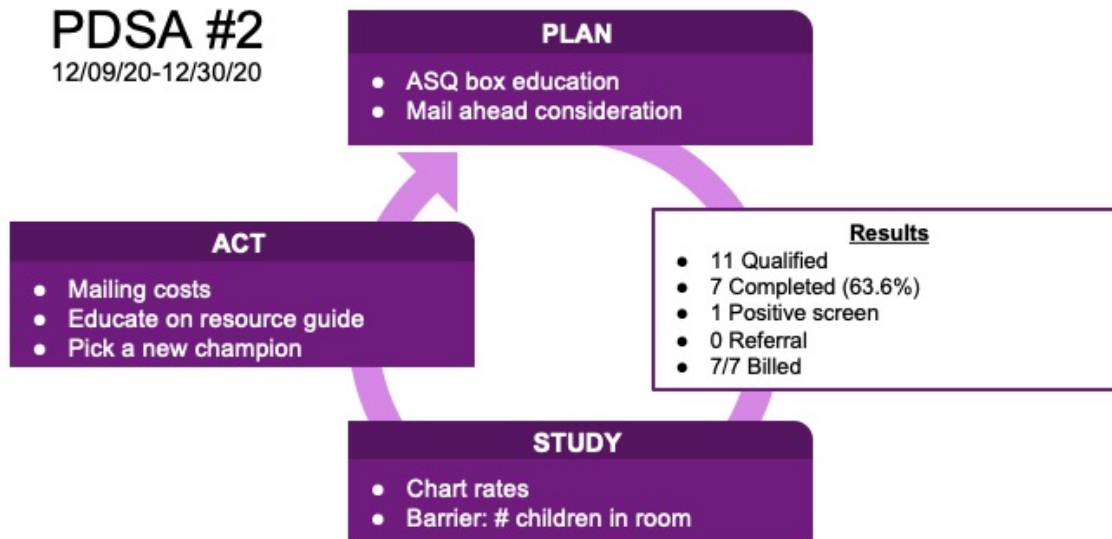 PDSA #2
12/09/20-12/30/20
PLAN
● ASQ box education
● Mail ahead consideration
Results
● 11 Qualified
● 7 Completed (63.6%)
● 1 Positive screen
● 0 Referral
● 7/7 Billed
STUDY
● Chart rates
● Barrier: # children in room
ACT
● Mailing costs
● Educate on resource guide
● Pick a new champion